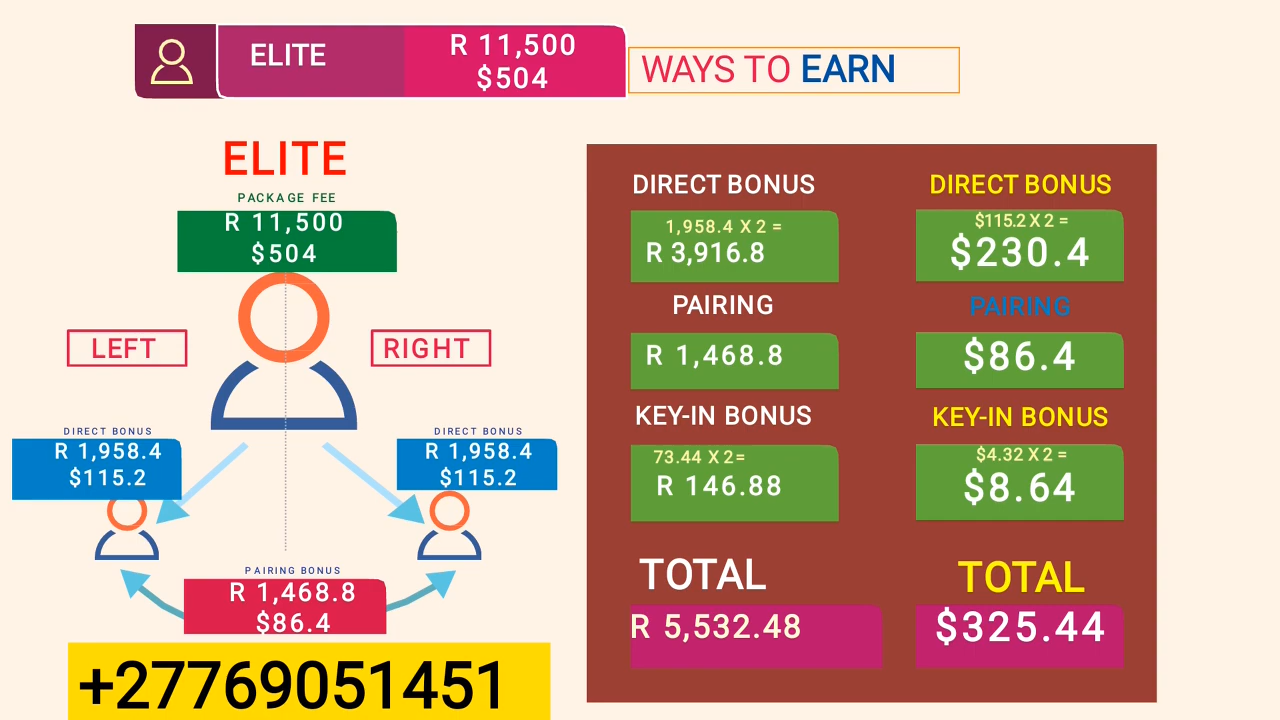 ELITE
R 11,500
$504
WAYS TO EARN
ELITE
PACKAGE FEE
R 11,500
$504
LEFT
RIGHT
DIRECT BONUS
R 1,958.4
$115.2
DIRECT BONUS
R 1,958.4
$115.2
PAIRING BONUS
R 1,468.8
$86.4
+27769051451
DIRECT BONUS
1,958.4 X 2 =
R 3,916.8
PAIRING
R 1,468.8
KEY-IN BONUS
73.44 X 2=
R 146.88
TOTAL
R 5,532.48
DIRECT BONUS
$115.2 X 2 =
$230.4
PAIRING
$86.4
KEY-IN BONUS
$4.32 X 2 =
$8.64
TOTAL
$325.44